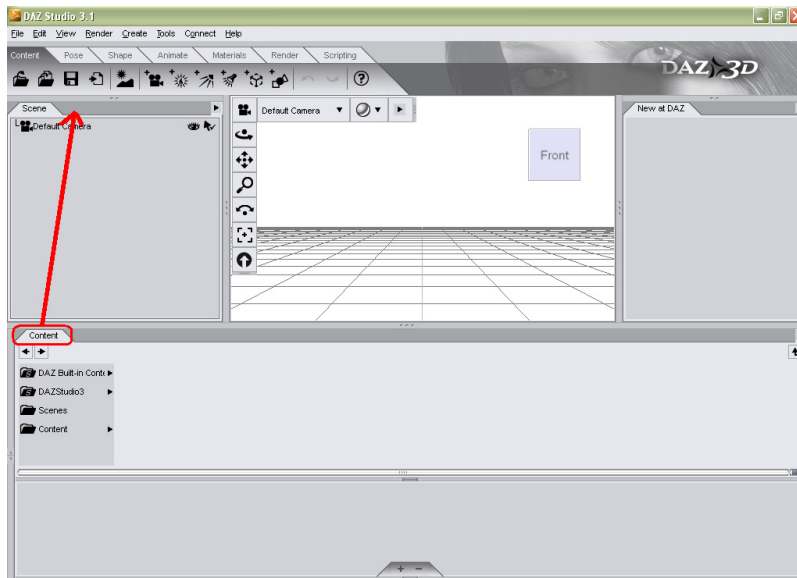 DAZ Studio 3.1
File Edit View Render Create Tools Connect Help
Content Pose Shape Animate Materials Render Scripting
DAZ 3D
Scene
Default Camera
New at DAZ
Default Camera
Front
Content
DAZ Built-in Conte
DAZStudio3
Scenes
Content